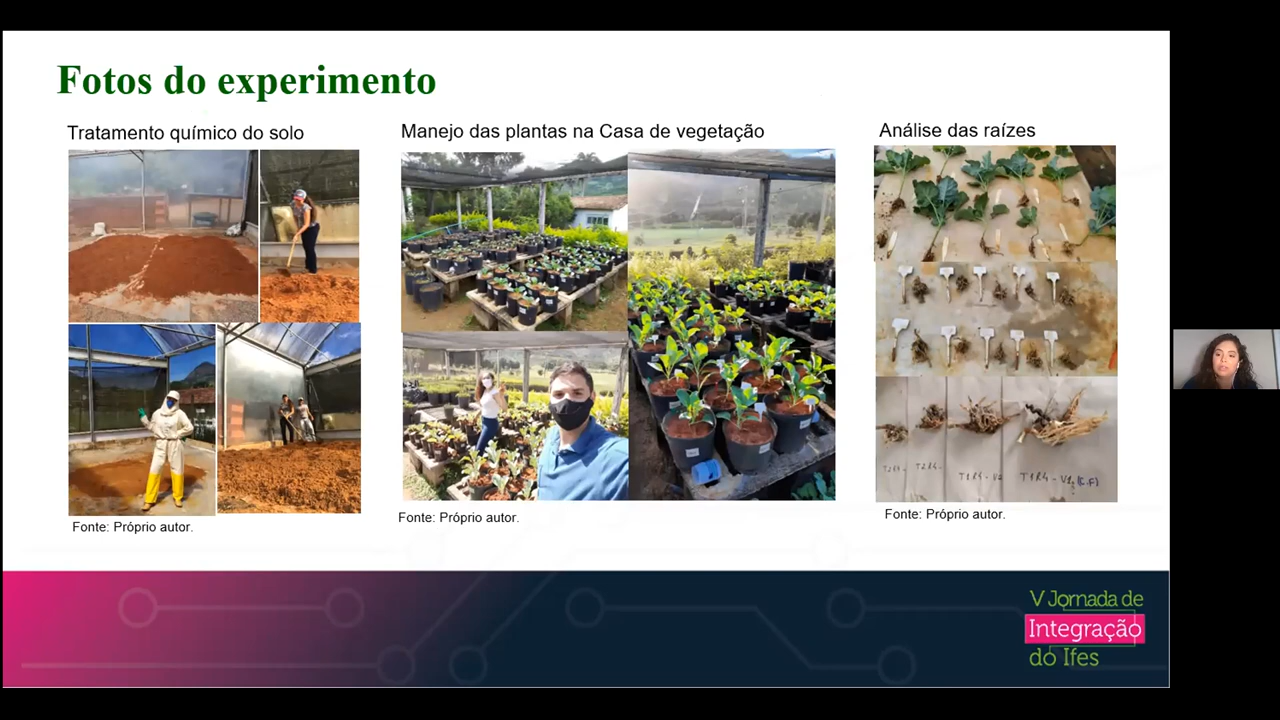 Fotos do experimento
Tratamento químico do solo
Manejo das plantas na Casa de vegetação
Análise das raízes
Fonte: Próprio autor.
Fonte: Próprio autor.
Fonte: Próprio autor.
V Jornada de
Integração
do Ifes